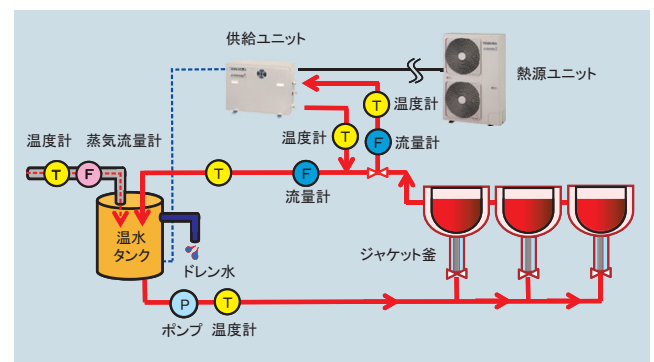 供給ユニット
熱源ユニット
T
温度計
温度計
T
F
流量計
温度計
蒸気流量計
T
F
T
F
流量計
温水
タンク
ドレン水
ジャケット釜
P
T
ポンプ
温度計